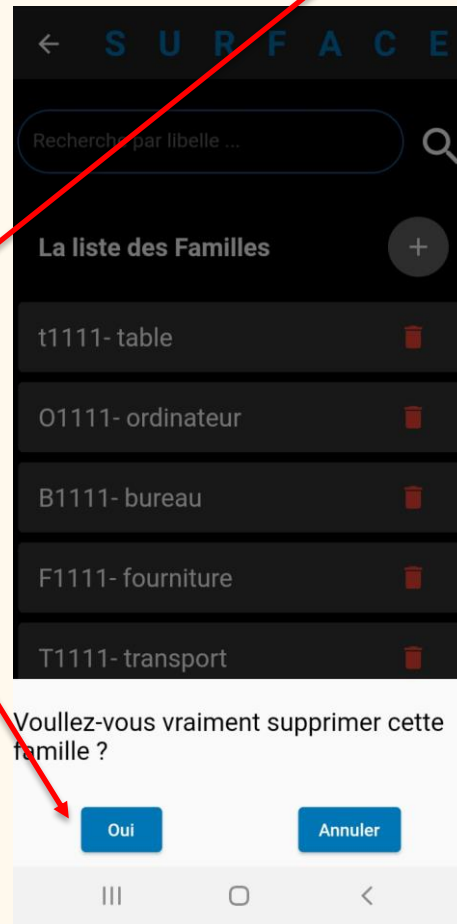 S U R F A C E
Recherche par libelle ...
La liste des Familles
t1111- table
O1111- ordinateur
B1111- bureau
F1111- fourniture
T1111- transport
Voullez-vous vraiment supprimer cette
famille ?
Oui Annuler